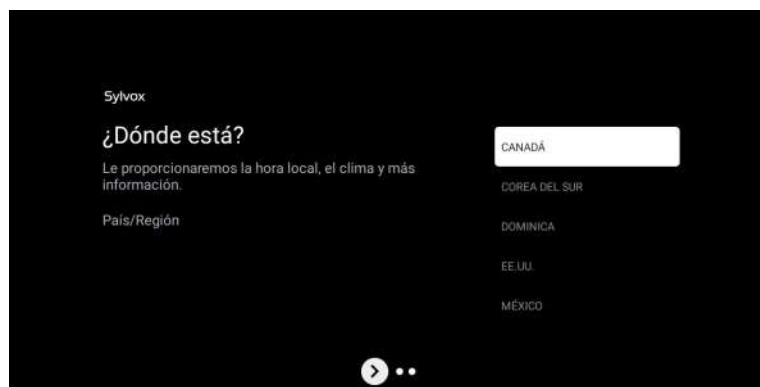 Sylvox
¿Dónde está?
Le proporcionaremos la hora local, el clima y más
información.
País/Región
CANADÁ
COREA DEL SUR
DOMINICA
EE.UU.
MÉXICO